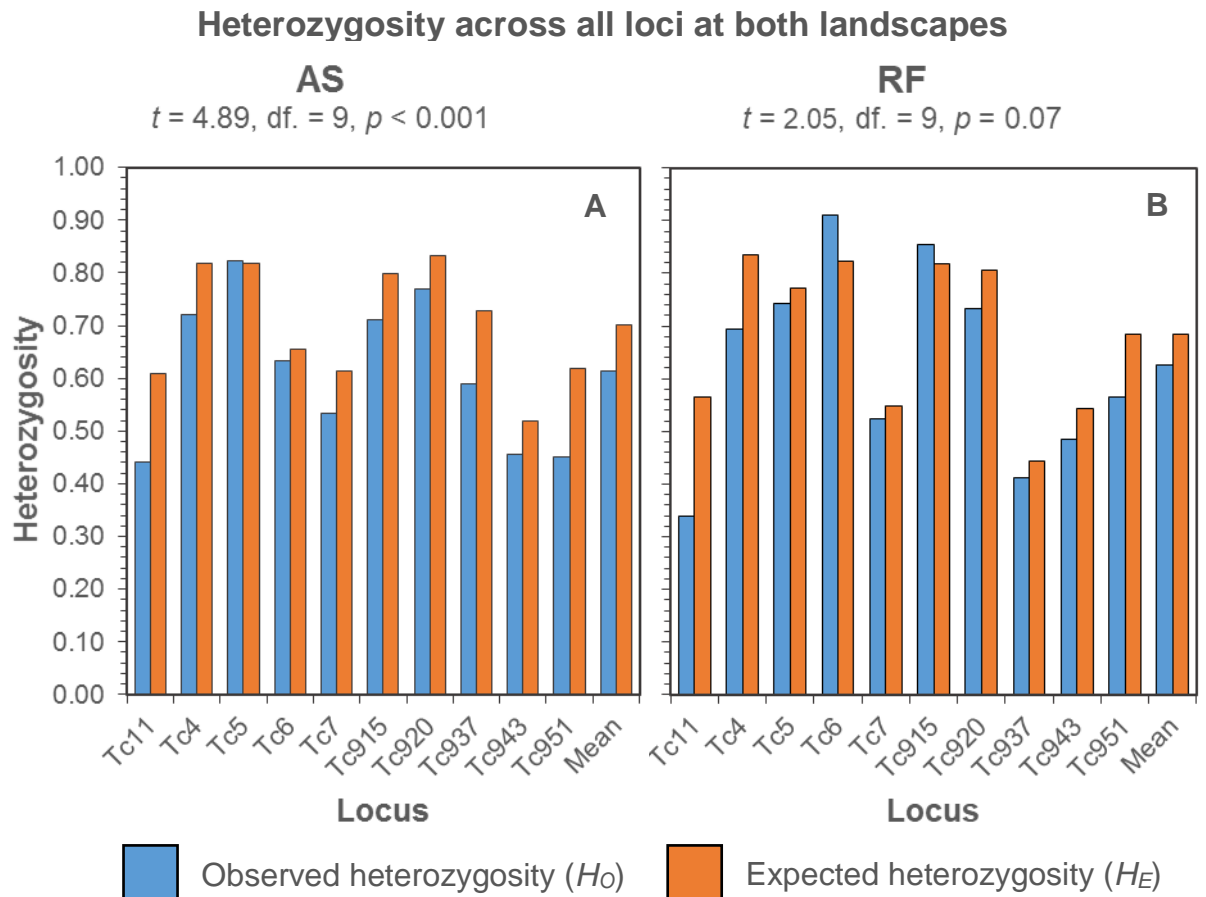 Heterozygosity across all loci at both landscapes
AS
t = 4.89, df. = 9, p < 0.001
RF
t = 2.05, df. = 9, p = 0.07
Heterozygosity
1.00
0.90
0.80
0.70
0.60
0.50
0.40
0.30
0.20
0.10
0.00
A
B
Tc11
Tc4
Tc5
Tc6
Tc7
Tc915
Tc920
Tc937
Tc943
Tc951
Mean
Locus
Tc11
Tc4
Tc5
Tc6
Tc7
Tc915
Tc920
Tc937
Tc943
Tc951
Mean
Locus
Observed heterozygosity (HO)
Expected heterozygosity (HE)